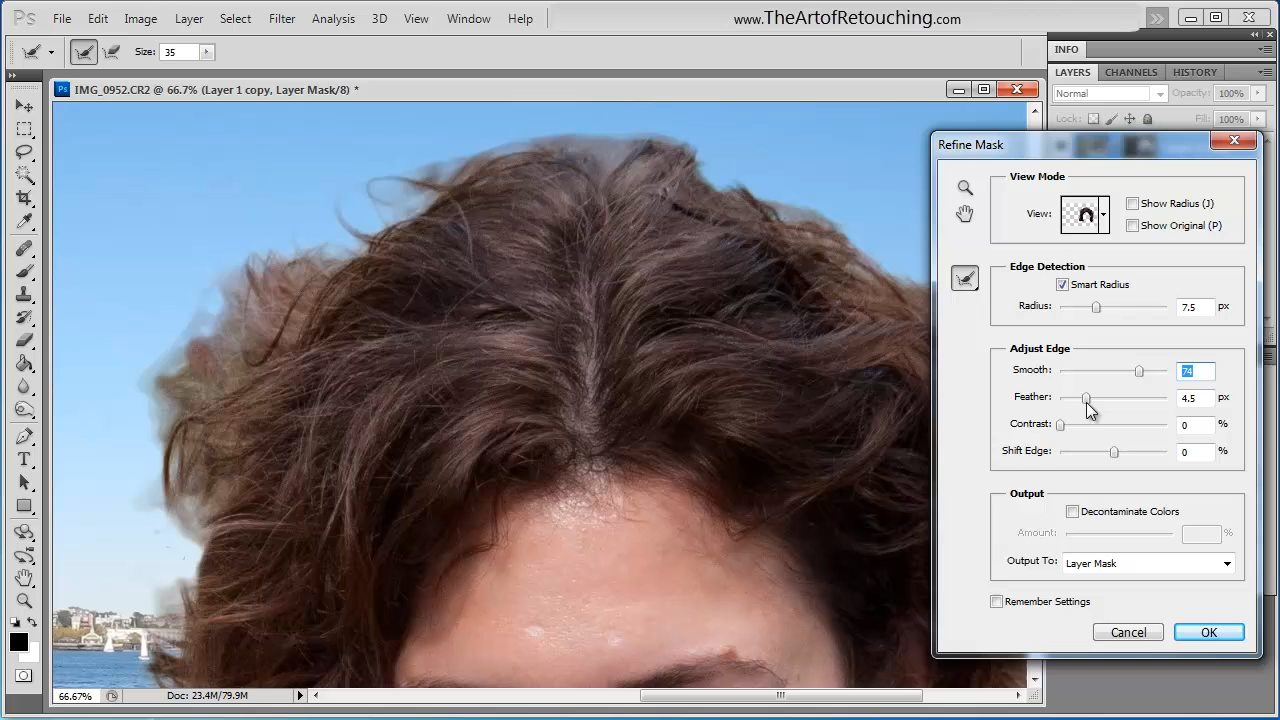 Ps File Edit Image Layer Select Filter Analysis 3D View Window Help www.TheArtofRetouching.com
Size: 35
INFO
LAYERS CHANNELS HISTORY
Normal Opacity: 100%
Lock: Fill: 100%
Ps IMG_0952.CR2 @ 66.7% (Layer 1 copy, Layer Mask/8) *
Refine Mask
View Mode
View: Show Radius (J)
Show Original (P)
Edge Detection
Smart Radius
Radius: 7.5 px
Adjust Edge
Smooth: 74
Feather: 4.5 px
Contrast: 0 %
Shift Edge: 0 %
Output
Decontaminate Colors
Amount: %
Output To: Layer Mask
Remember Settings
Cancel OK
T
66.67% Doc: 23.4M/79.9M